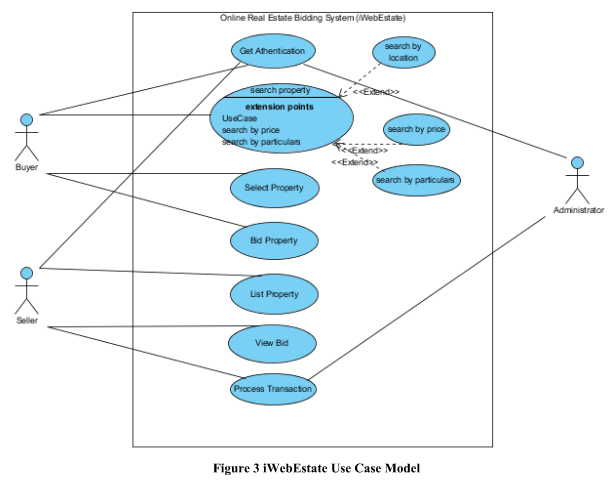 Online Real Estate Bidding System (iWebEstate)
Get Athentication
search by
location
<<Extend>>
search property
extension points
UseCase
search by price
search by particulars
search by price
<<Extend>>
<<Extend>>
search by particulars
Buyer
Administrator
Select Property
Bid Property
List Property
Seller
View Bid
Process Transaction
Figure 3 iWebEstate Use Case Model